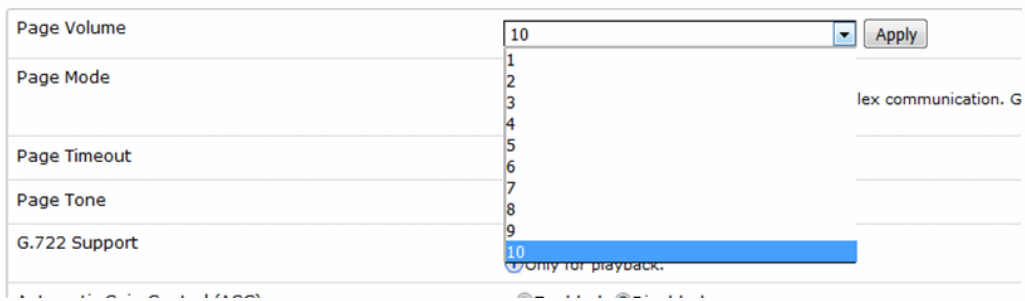 Page Volume
10
Apply
1
2
3
4
5
6
7
8
9
10
Page Mode
lex communication. G
Page Timeout
Page Tone
G.722 Support
Only for playback.